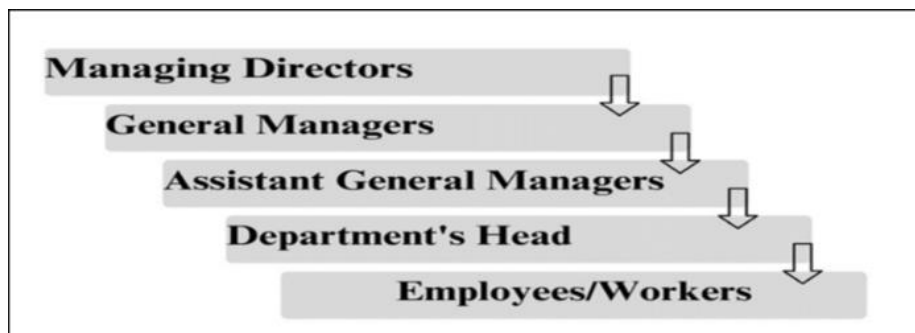 Managing Directors
General Managers
Assistant General Managers
Department's Head
Employees/Workers